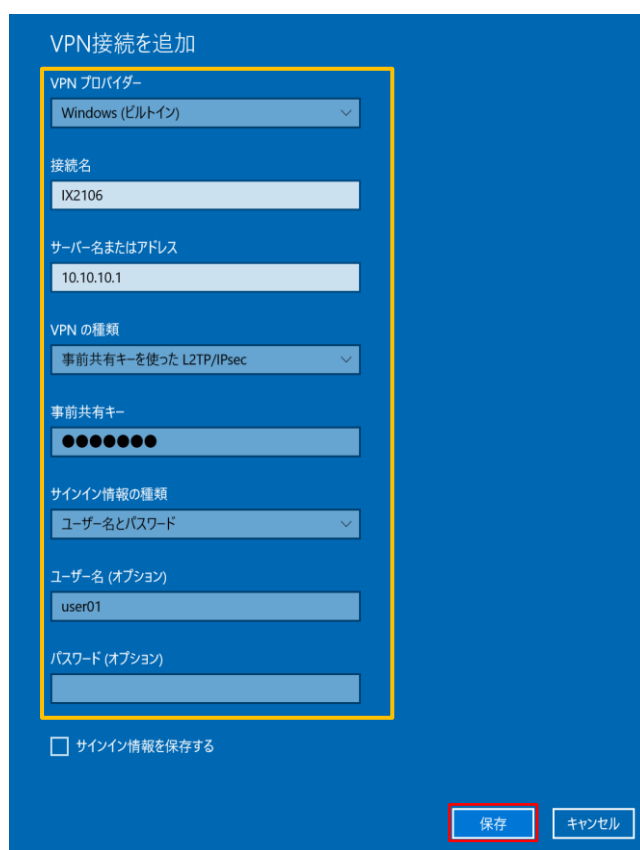 VPN接続を追加
VPN プロバイダー
Windows (ビルトイン)
接続名
IX2106
サーバー名またはアドレス
10.10.10.1
VPN の種類
事前共有キーを使った L2TP/IPsec
事前共有キー
●●●●●●●
サインイン情報の種類
ユーザー名とパスワード
ユーザー名 (オプション)
user01
パスワード (オプション)
サインイン情報を保存する
保存 キャンセル